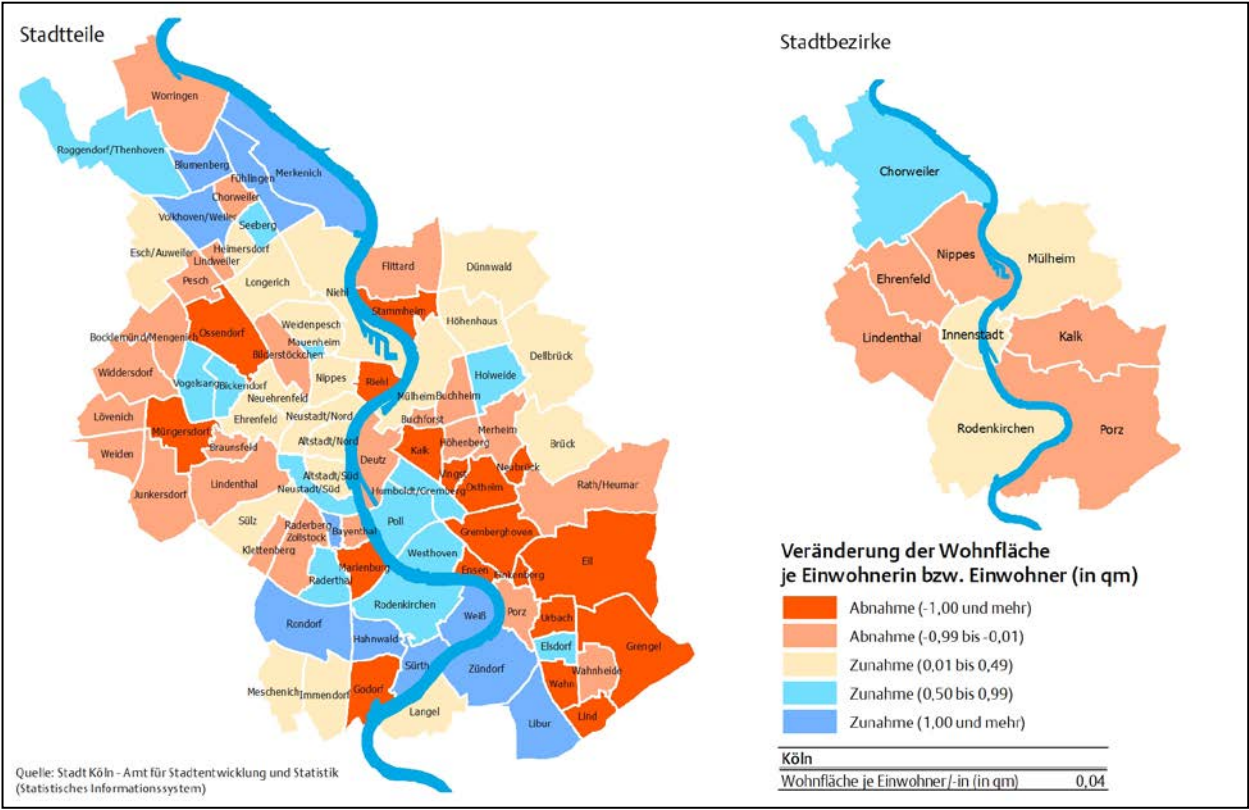 Stadtteile
Stadtbezirke
Worringen
Roggendorf/Thenhoven
Blumenberg
Fühlingen
Merkenich
Chorweiler
Volkhoven/Weiler
Seeberg
Esch/Auweiler
Heimersdorf
Lindweiler
Pesch
Longerich
Niehl
Flittard
Dünnwald
Stammheim
Ossendorf
Weidenpesch
Mauenheim
Höhenhaus
Bocklemünd/Mengenich
Bilderstöckchen
Dellbrück
Widdersdorf
Vogelsang
Bickendorf
Nippes
Riehl
Holweide
Neuehrenfeld
Mülheim
Buchheim
Lövenich
Ehrenfeld
Neustadt/Nord
Buchforst
Merheim
Müngersdorf
Braunsfeld
Altstadt/Nord
Höhenberg
Brück
Weiden
Kalk
Deutz
Neubrück
Junkersdorf
Lindenthal
Altstadt/Süd
Neustadt/Süd
Vingst
Ostheim
Rath/Heumar
Humboldt/Gremberg
Sülz
Raderberg
Zollstock
Bayenthal
Poll
Gremberghoven
Klettenberg
Westhoven
Eil
Raderthal
Marienburg
Ensen
Finkenberg
Rodenkirchen
Rondorf
Weiß
Porz
Urbach
Hahnwald
Elsdorf
Grengel
Sürth
Zündorf
Wahnheide
Meschenich
Immendorf
Godorf
Wahn
Langel
Libur
Lind
Chorweiler
Nippes
Mülheim
Ehrenfeld
Lindenthal
Innenstadt
Kalk
Rodenkirchen
Porz
Veränderung der Wohnfläche
je Einwohnerin bzw. Einwohner (in qm)
Abnahme (-1,00 und mehr)
Abnahme (-0,99 bis -0,01)
Zunahme (0,01 bis 0,49)
Zunahme (0,50 bis 0,99)
Zunahme (1,00 und mehr)
Köln
Wohnfläche je Einwohner/-in (in qm) 0,04
Quelle: Stadt Köln - Amt für Stadtentwicklung und Statistik
(Statistisches Informationssystem)